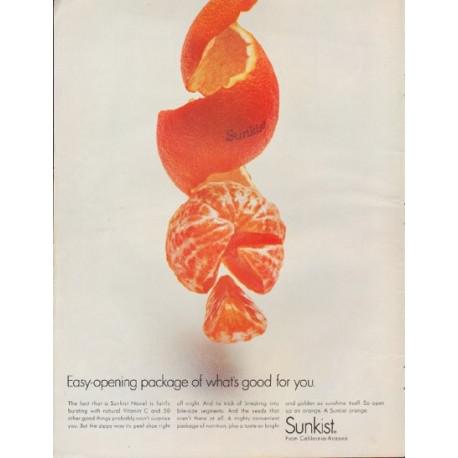 Sunkist
Easy-opening package of what's good for you.
The fact that a Sunkist Navel is fairly
bursting with natural Vitamin C and 50
other good things probably won't surprise
you. But the zippy way its peel slips right
off might. And its trick of breaking into
bite-size segments. And the seeds that
aren't there at all. A mighty convenient
package of nutrition, plus a taste as bright
and golden as sunshine itself. So open
up an orange. A Sunkist orange.
Sunkist®
From California-Arizona